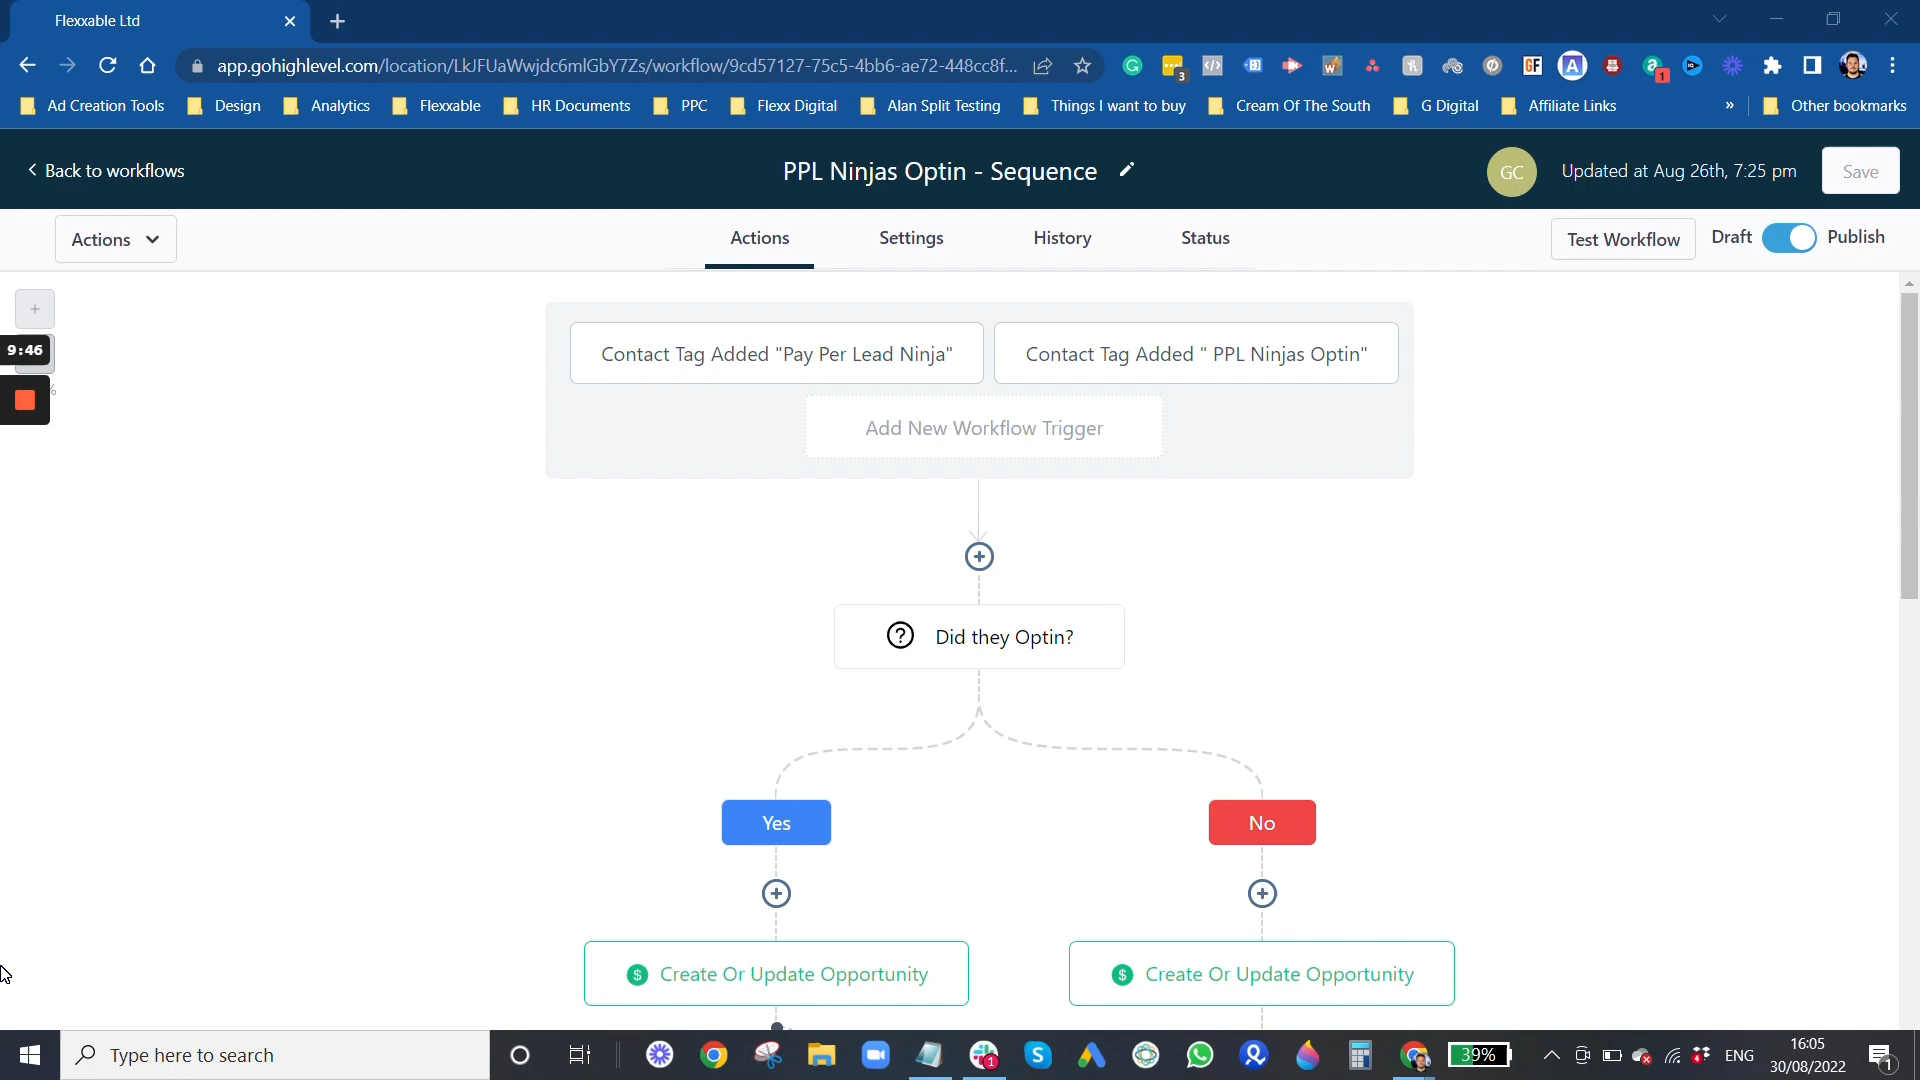 Flexxable Ltd
app.gohighlevel.com/location/LkJFUaWwjdc6mlGbY7Zs/workflow/9cd57127-75c5-4bb6-ae72-448cc8f...
Ad Creation Tools
Design
Analytics
Flexxable
HR Documents
PPC
Flexx Digital
Alan Split Testing
Things I want to buy
Cream Of The South
G Digital
Affiliate Links
»
Other bookmarks
Back to workflows
PPL Ninjas Optin - Sequence
GC
Updated at Aug 26th, 7:25 pm
Save
Actions
Actions
Settings
History
Status
Test Workflow
Draft
Publish
9:46
Contact Tag Added "Pay Per Lead Ninja"
Contact Tag Added " PPL Ninjas Optin"
Add New Workflow Trigger
Did they Optin?
Yes
No
Create Or Update Opportunity
Create Or Update Opportunity
Type here to search
39%
ENG
16:05
30/08/2022
1